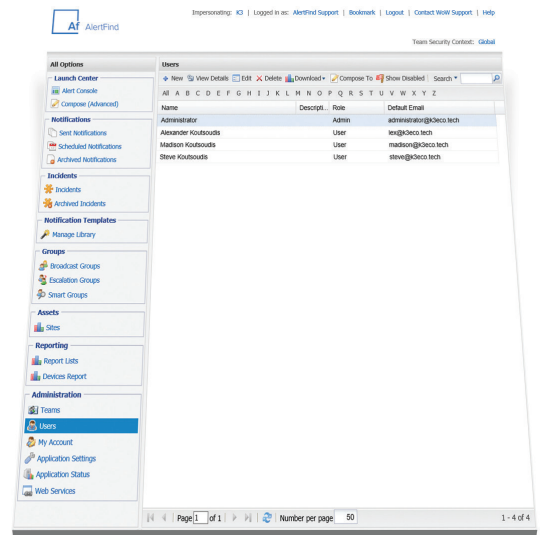 Impersonating: K3 | Logged in as: AlertFind Support | Bookmark | Logout | Contact WoW Support | Help
Af AlertFind
Team Security Context: Global
All Options
Launch Center
Alert Console
Compose (Advanced)
Notifications
Sent Notifications
Scheduled Notifications
Archived Notifications
Incidents
Incidents
Archived Incidents
Notification Templates
Manage Library
Groups
Broadcast Groups
Escalation Groups
Smart Groups
Assets
Sites
Reporting
Report Lists
Devices Report
Administration
Teams
Users
My Account
Application Settings
Application Status
Web Services
Users
New View Details Edit Delete Download Compose To Show Disabled | Search
All A B C D E F G H I J K L M N O P Q R S T U V W X Y Z
Name Descripti... Role Default Email
Administrator Admin administrator@k3eco.tech
Alexander Koutsoudis User lex@k3eco.tech
Madison Koutsoudis User madison@k3eco.tech
Steve Koutsoudis User steve@k3eco.tech
Page 1 of 1 | Number per page 50 1 - 4 of 4